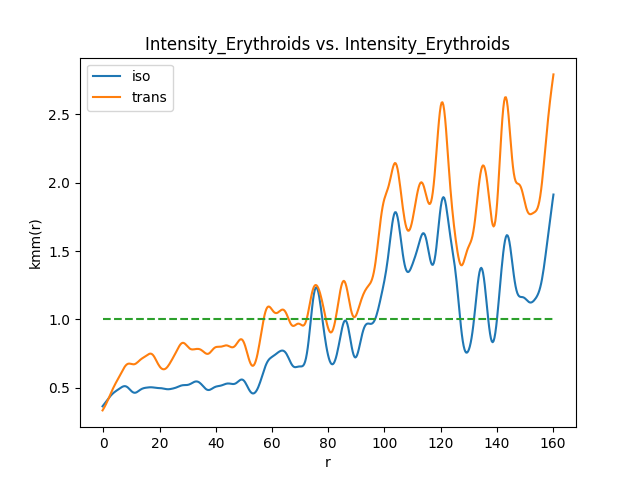 Intensity_Erythroids vs. Intensity_Erythroids
iso
trans
kmm(r)
2.5
2.0
1.5
1.0
0.5
0 20 40 60 80 100 120 140 160
r